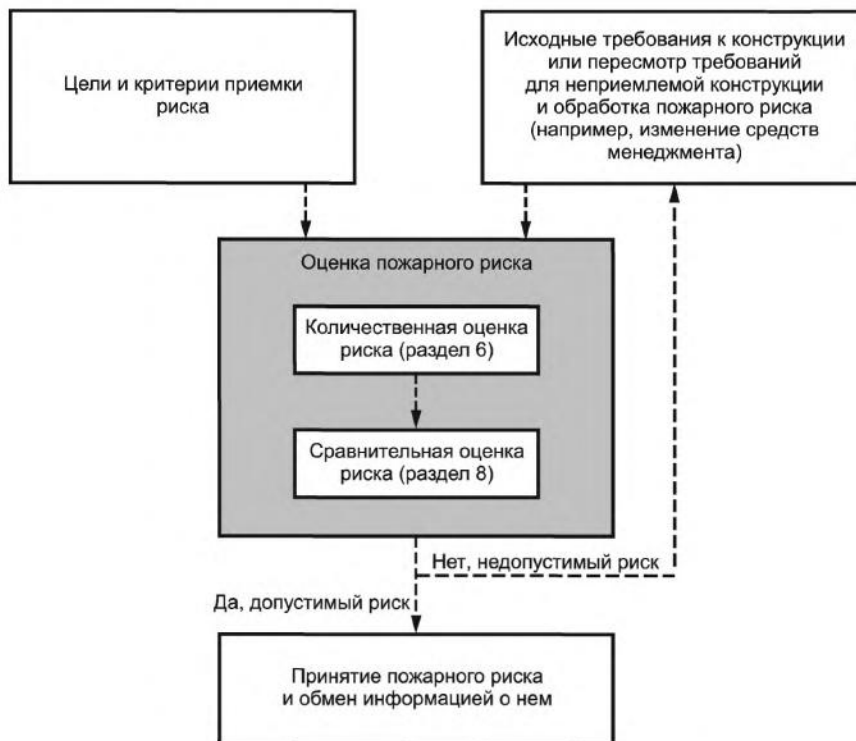 Цели и критерии приемки
риска
Исходные требования к конструкции
или пересмотр требований
для неприемлемой конструкции
и обработка пожарного риска
(например, изменение средств
менеджмента)
Оценка пожарного риска
Количественная оценка
риска (раздел 6)
Сравнительная оценка
риска (раздел 8)
Нет, недопустимый риск
Да, допустимый риск
Принятие пожарного риска
и обмен информацией о нем